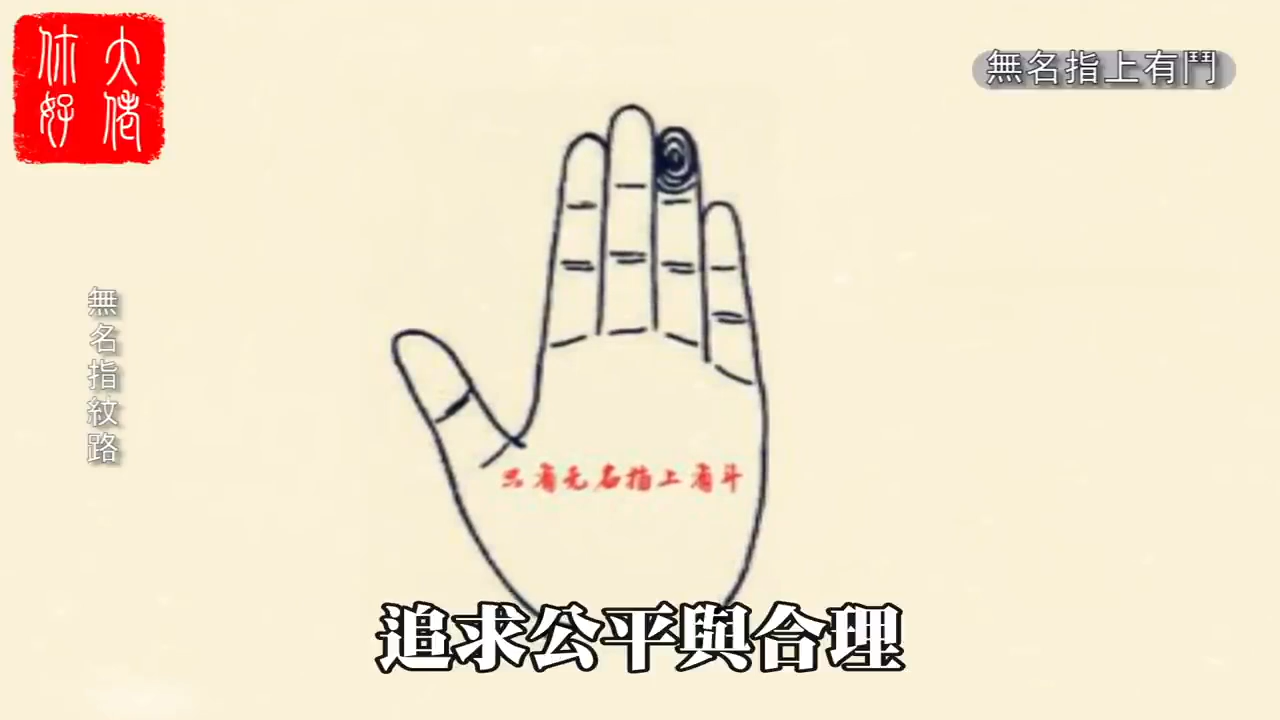 大佬
休好
無名指上有鬥
無名指紋路
只有无名指上有斗
追求公平與合理